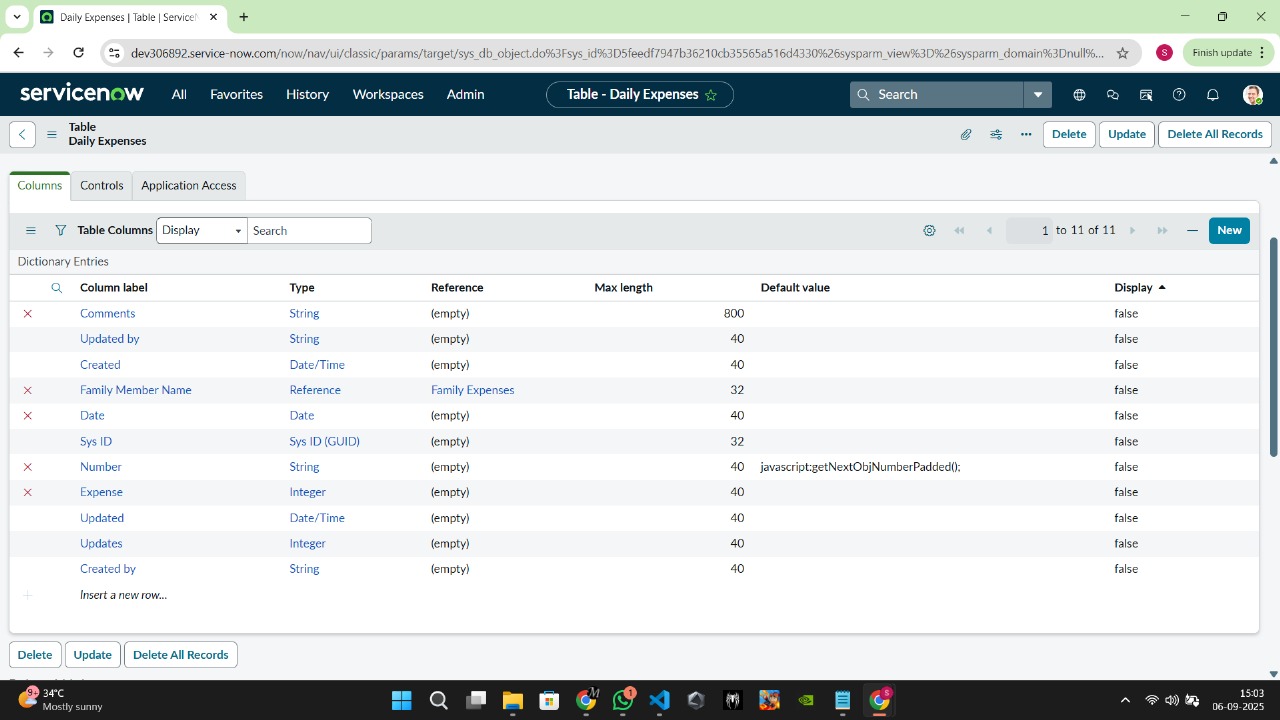 Daily Expenses | Table | Service
dev306892.service-now.com/now/nav/ui/classic/params/target/sys_db_object.do%3Fsys_id%3D5feedf7947b36210cb35f55a516d4330%26sysparm_view%3D%26sysparm_domain%3Dnull%...
S
Finish update
servicenow All Favorites History Workspaces Admin Table - Daily Expenses Search
Table
Daily Expenses
Delete Update Delete All Records
Columns Controls Application Access
Table Columns Display Search 1 to 11 of 11 New
Dictionary Entries
Column label Type Reference Max length Default value Display
Comments String (empty) 800 false
Updated by String (empty) 40 false
Created Date/Time (empty) 40 false
Family Member Name Reference Family Expenses 32 false
Date Date (empty) 40 false
Sys ID Sys ID (GUID) (empty) 32 false
Number String (empty) 40 javascript:getNextObjNumberPadded(); false
Expense Integer (empty) 40 false
Updated Date/Time (empty) 40 false
Updates Integer (empty) 40 false
Created by String (empty) 40 false
Insert a new row...
Delete Update Delete All Records
9+ 34°C
Mostly sunny
M
1
S
15:03
06-09-2025